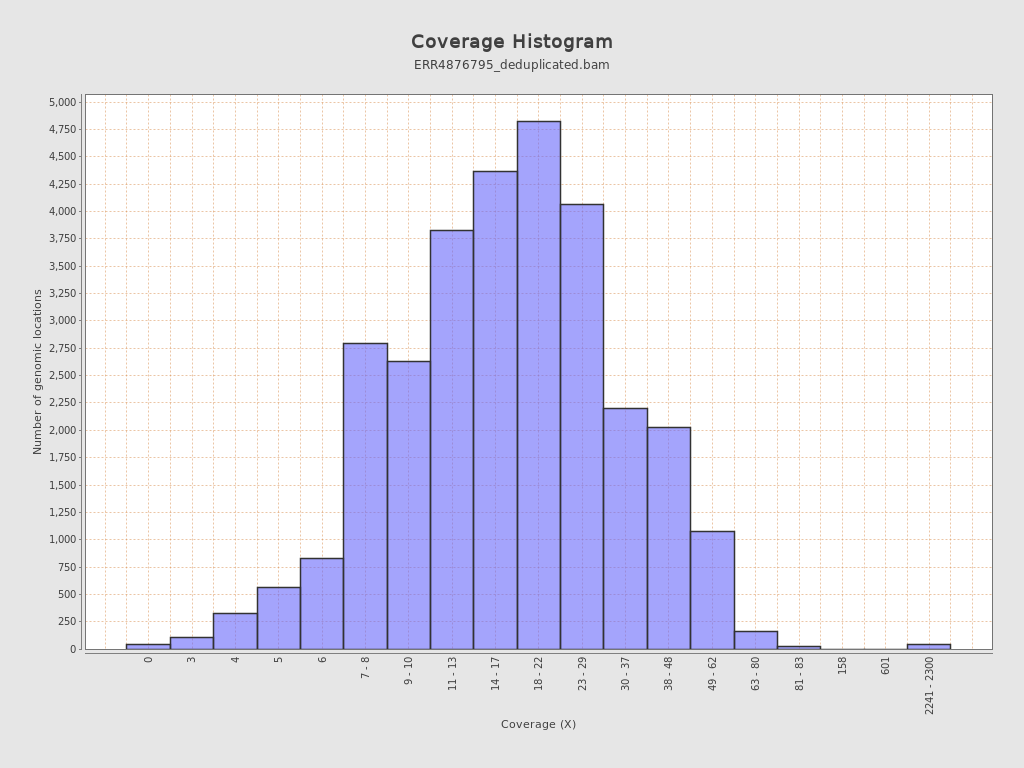 Coverage Histogram
ERR4876795_deduplicated.bam
Number of genomic locations
5,000
4,750
4,500
4,250
4,000
3,750
3,500
3,250
3,000
2,750
2,500
2,250
2,000
1,750
1,500
1,250
1,000
750
500
250
0
0
3
4
5
6
7 - 8
9 - 10
11 - 13
14 - 17
18 - 22
23 - 29
30 - 37
38 - 48
49 - 62
63 - 80
81 - 83
158
601
2241 - 2300
Coverage (X)